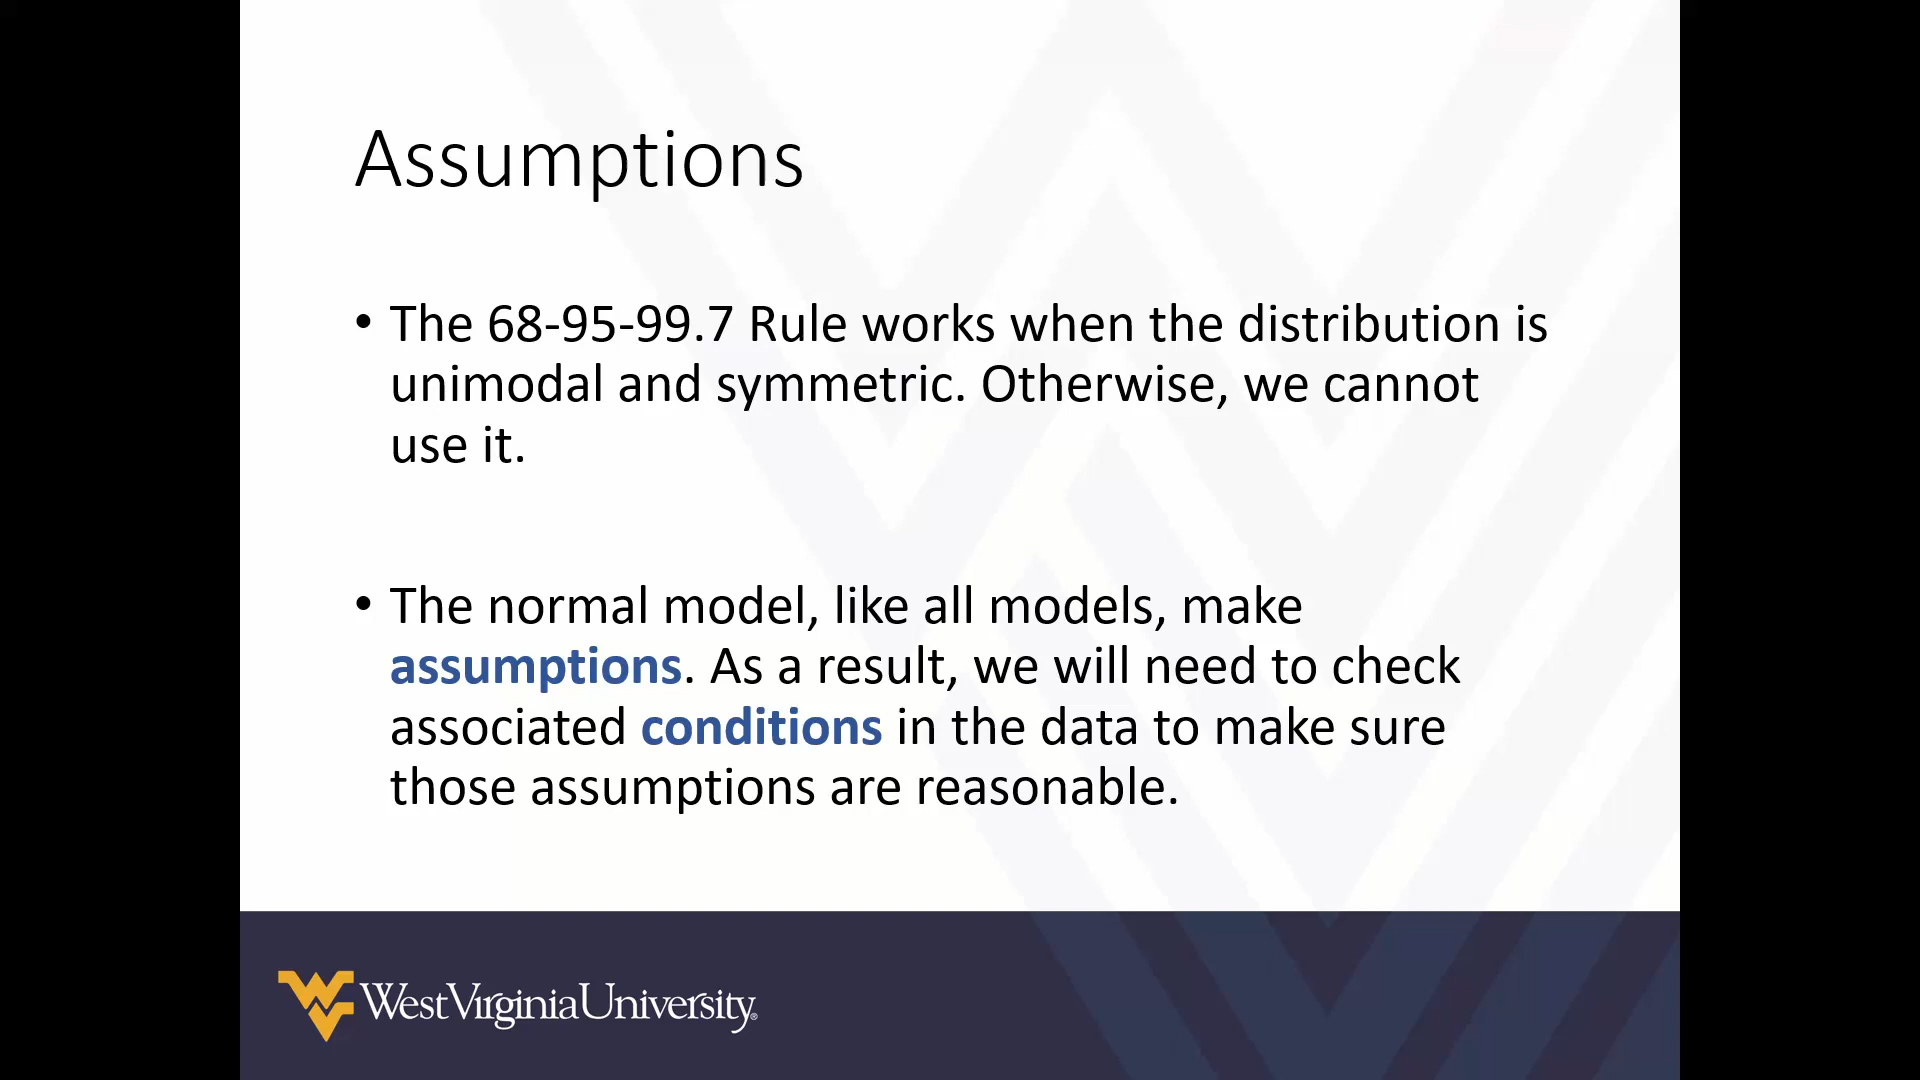 Assumptions
• The 68-95-99.7 Rule works when the distribution is
unimodal and symmetric. Otherwise, we cannot
use it.
• The normal model, like all models, make
assumptions. As a result, we will need to check
associated conditions in the data to make sure
those assumptions are reasonable.
WestVirginiaUniversity®